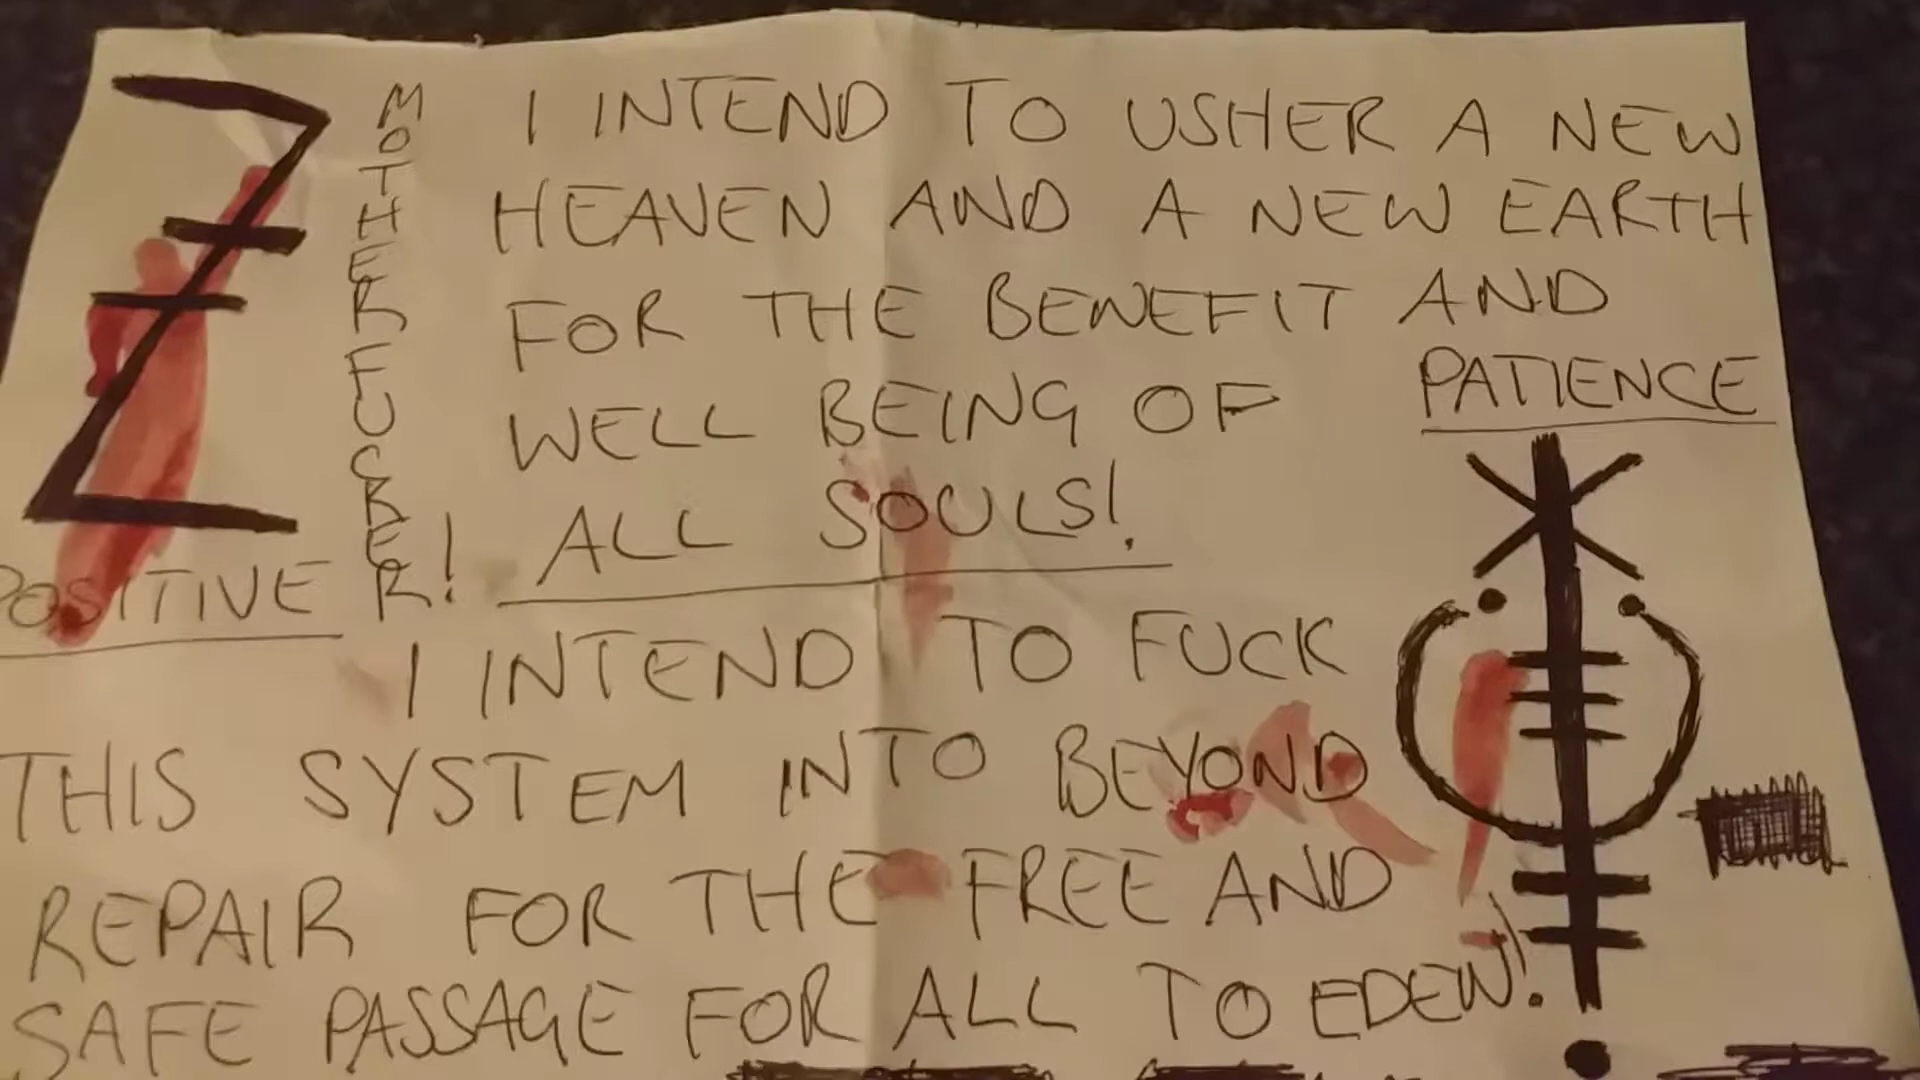 MOTHERFUCKER!
I INTEND TO USHER A NEW
HEAVEN AND A NEW EARTH
FOR THE BENEFIT AND
WELL BEING OF
ALL SOULS!
PATIENCE
POSITIVE
I INTEND TO FUCK
THIS SYSTEM INTO BEYOND
REPAIR FOR THE FREE AND
SAFE PASSAGE FOR ALL TO EDEN!